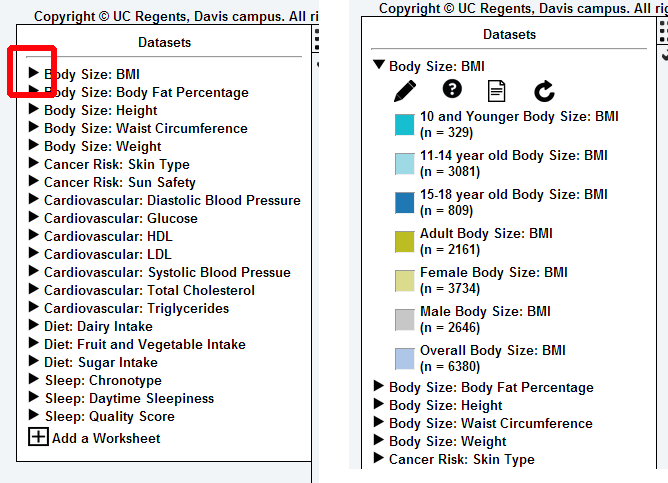 Copyright © UC Regents, Davis campus. All ri
Datasets
Body Size: BMI
Body Size: Body Fat Percentage
Body Size: Height
Body Size: Waist Circumference
Body Size: Weight
Cancer Risk: Skin Type
Cancer Risk: Sun Safety
Cardiovascular: Diastolic Blood Pressure
Cardiovascular: Glucose
Cardiovascular: HDL
Cardiovascular: LDL
Cardiovascular: Systolic Blood Pressue
Cardiovascular: Total Cholesterol
Cardiovascular: Triglycerides
Diet: Dairy Intake
Diet: Fruit and Vegetable Intake
Diet: Sugar Intake
Sleep: Chronotype
Sleep: Daytime Sleepiness
Sleep: Quality Score
Add a Worksheet
Copyright © UC Regents, Davis campus. All rig
Datasets
Body Size: BMI
10 and Younger Body Size: BMI
(n = 329)
11-14 year old Body Size: BMI
(n = 3081)
15-18 year old Body Size: BMI
(n = 809)
Adult Body Size: BMI
(n = 2161)
Female Body Size: BMI
(n = 3734)
Male Body Size: BMI
(n = 2646)
Overall Body Size: BMI
(n = 6380)
Body Size: Body Fat Percentage
Body Size: Height
Body Size: Waist Circumference
Body Size: Weight
Cancer Risk: Skin Type